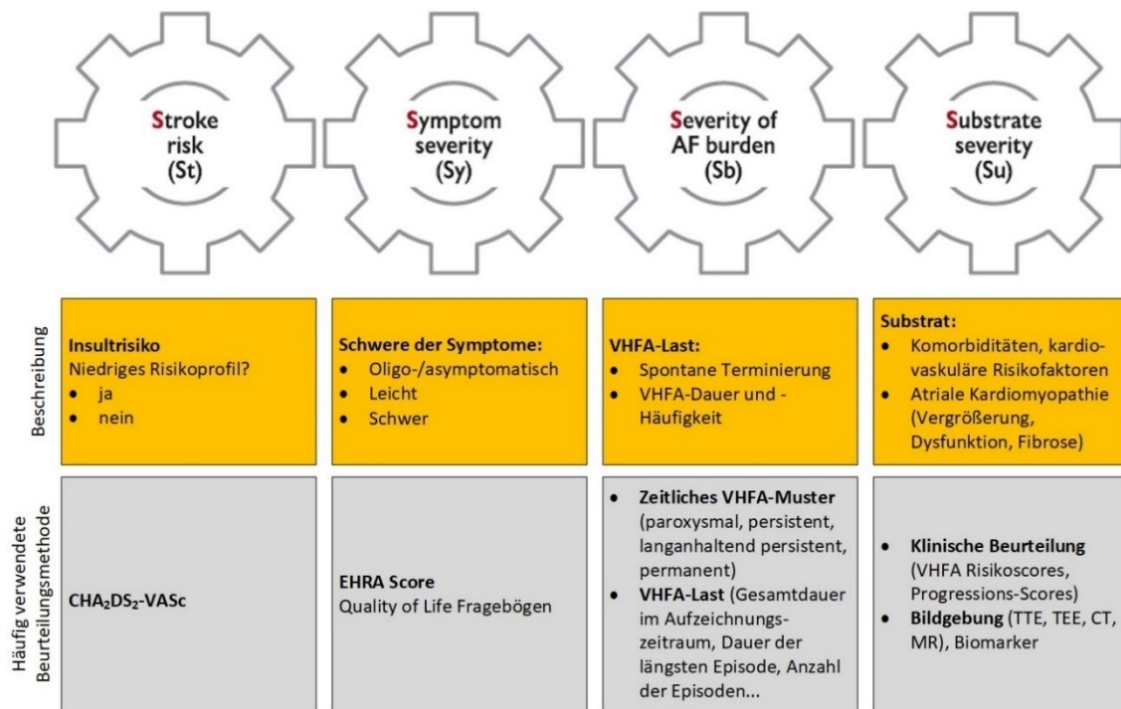 Stroke
risk
(St)
Symptom
severity
(Sy)
Severity of
AF burden
(Sb)
Substrate
severity
(Su)
Beschreibung
Insultrisiko
Niedriges Risikoprofil?
• ja
• nein
Schwere der Symptome:
• Oligo-/asymptomatisch
• Leicht
• Schwer
VHFA-Last:
• Spontane Terminierung
• VHFA-Dauer und -
Häufigkeit
Substrat:
• Komorbiditäten, kardio-
vaskuläre Risikofaktoren
• Atriale Kardiomyopathie
(Vergrößerung,
Dysfunktion, Fibrose)
Häufig verwendete
Beurteilungsmethode
CHA₂DS₂-VASc
EHRA Score
Quality of Life Fragebögen
• Zeitliches VHFA-Muster
(paroxysmal, persistent,
langanhaltend persistent,
permanent)
• VHFA-Last (Gesamtdauer
im Aufzeichnungs-
zeitraum, Dauer der
längsten Episode, Anzahl
der Episoden...
• Klinische Beurteilung
(VHFA Risikoscores,
Progressions-Scores)
• Bildgebung (TTE, TEE, CT,
MR), Biomarker